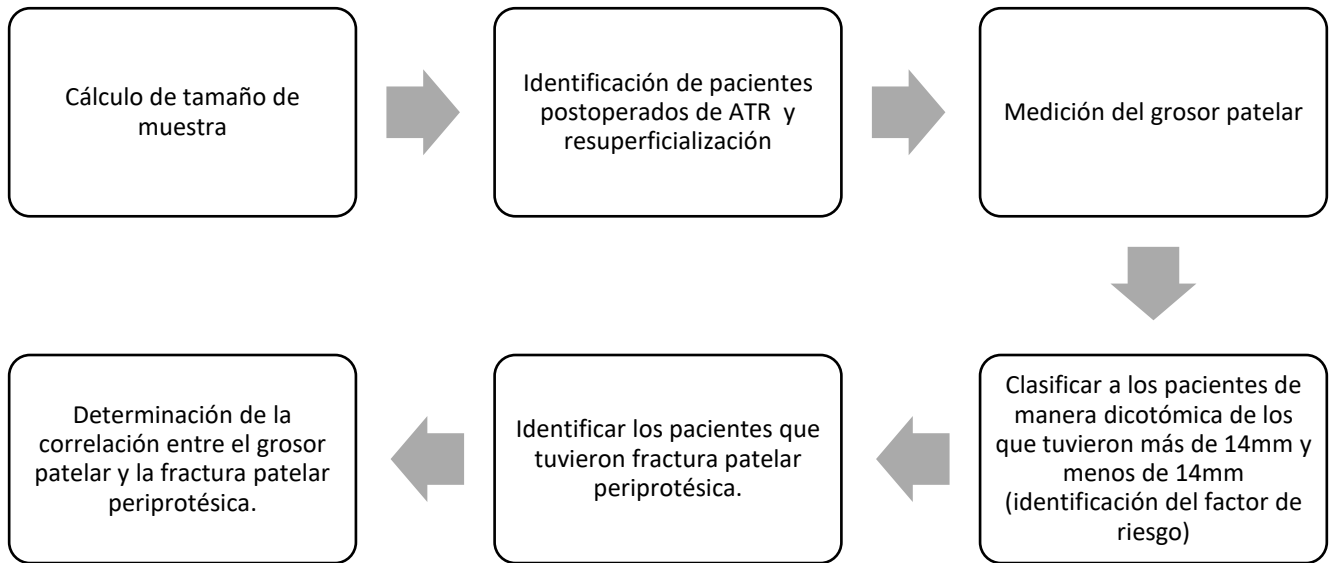 Cálculo de tamaño de
muestra
Identificación de pacientes
postoperados de ATR y
resuperficialización
Medición del grosor patelar
Clasificar a los pacientes de
manera dicotómica de los
que tuvieron más de 14mm y
menos de 14mm
(identificación del factor de
riesgo)
Identificar los pacientes que
tuvieron fractura patelar
periprotésica.
Determinación de la
correlación entre el grosor
patelar y la fractura patelar
periprotésica.